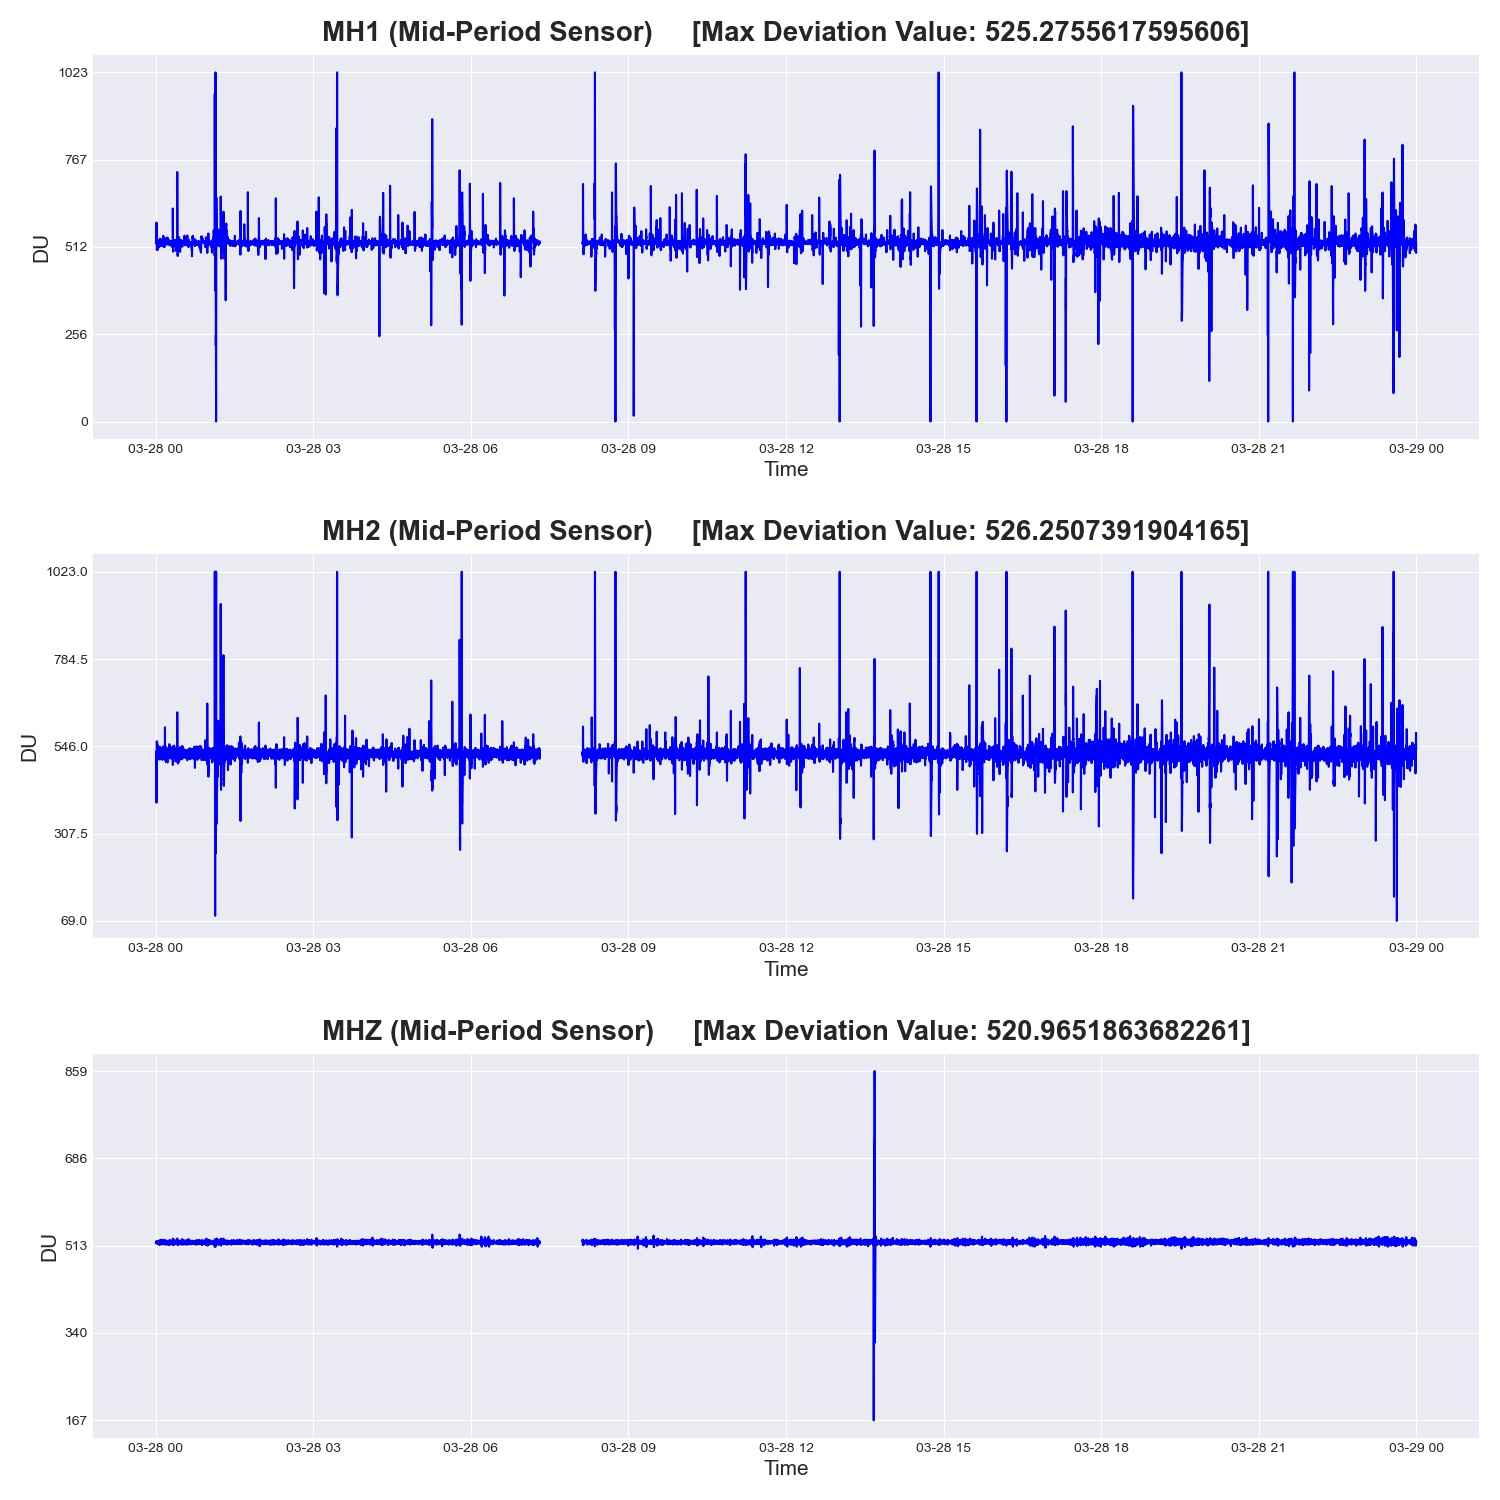 MH1 (Mid-Period Sensor) [Max Deviation Value: 525.2755617595606]
1023
767
512
256
0
DU
03-28 00 03-28 03 03-28 06 03-28 09 03-28 12 03-28 15 03-28 18 03-28 21 03-29 00
Time
MH2 (Mid-Period Sensor) [Max Deviation Value: 526.2507391904165]
1023.0
784.5
546.0
307.5
69.0
DU
03-28 00 03-28 03 03-28 06 03-28 09 03-28 12 03-28 15 03-28 18 03-28 21 03-29 00
Time
MHZ (Mid-Period Sensor) [Max Deviation Value: 520.9651863682261]
859
686
513
340
167
DU
03-28 00 03-28 03 03-28 06 03-28 09 03-28 12 03-28 15 03-28 18 03-28 21 03-29 00
Time